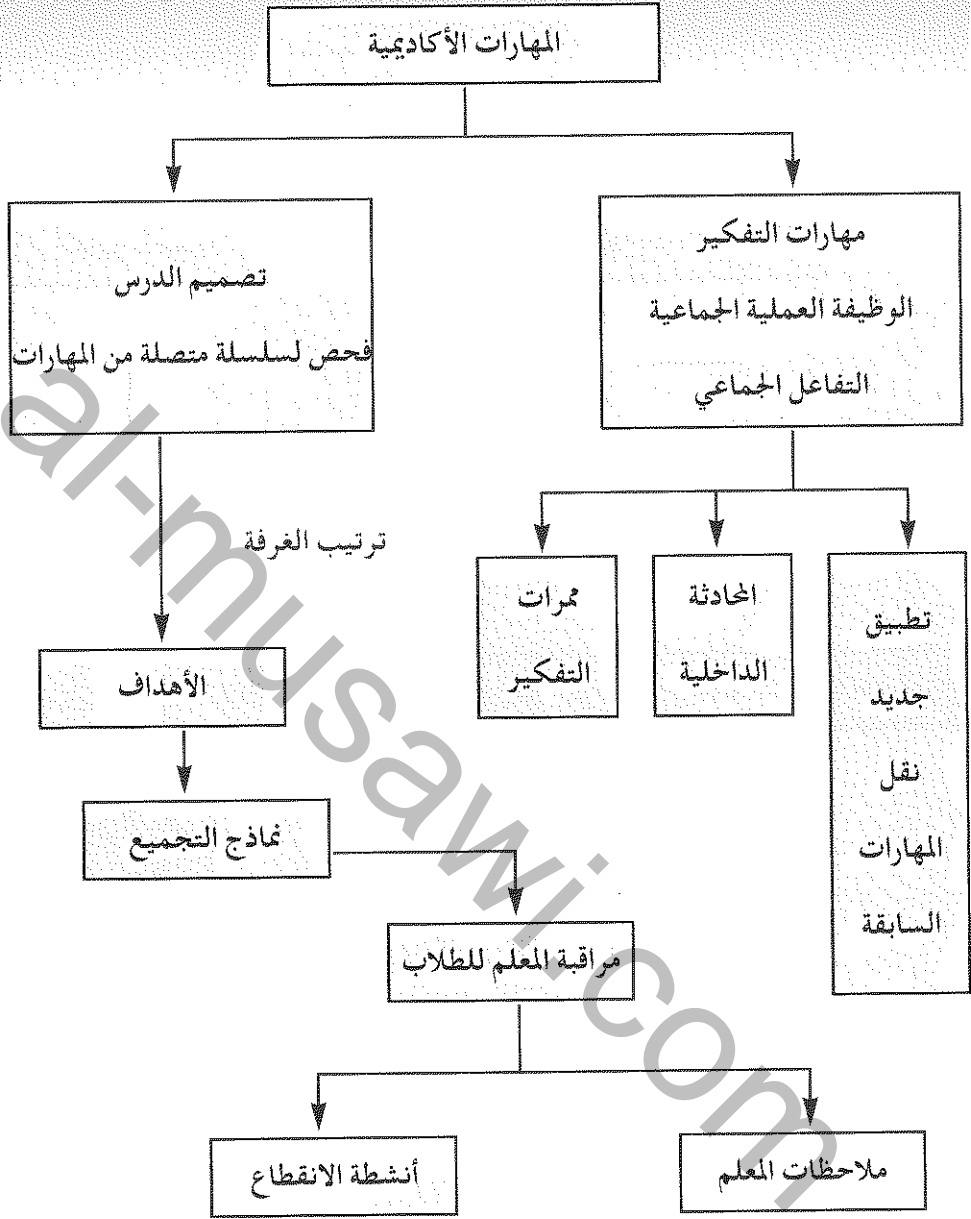 المهارات الأكاديمية
مهارات التفكير
الوظيفة العملية الجماعية
التفاعل الجماعي
تصميم الدرس
فحص لسلسلة متصلة من المهارات
ترتيب الغرفة
تطبيق
جديد
نقل
المهارات
السابقة
المحادثة
الداخلية
ممرات
التفكير
الأهداف
نماذج التجميع
مراقبة المعلم للطلاب
ملاحظات المعلم
أنشطة الانقطاع
al-musawi.com